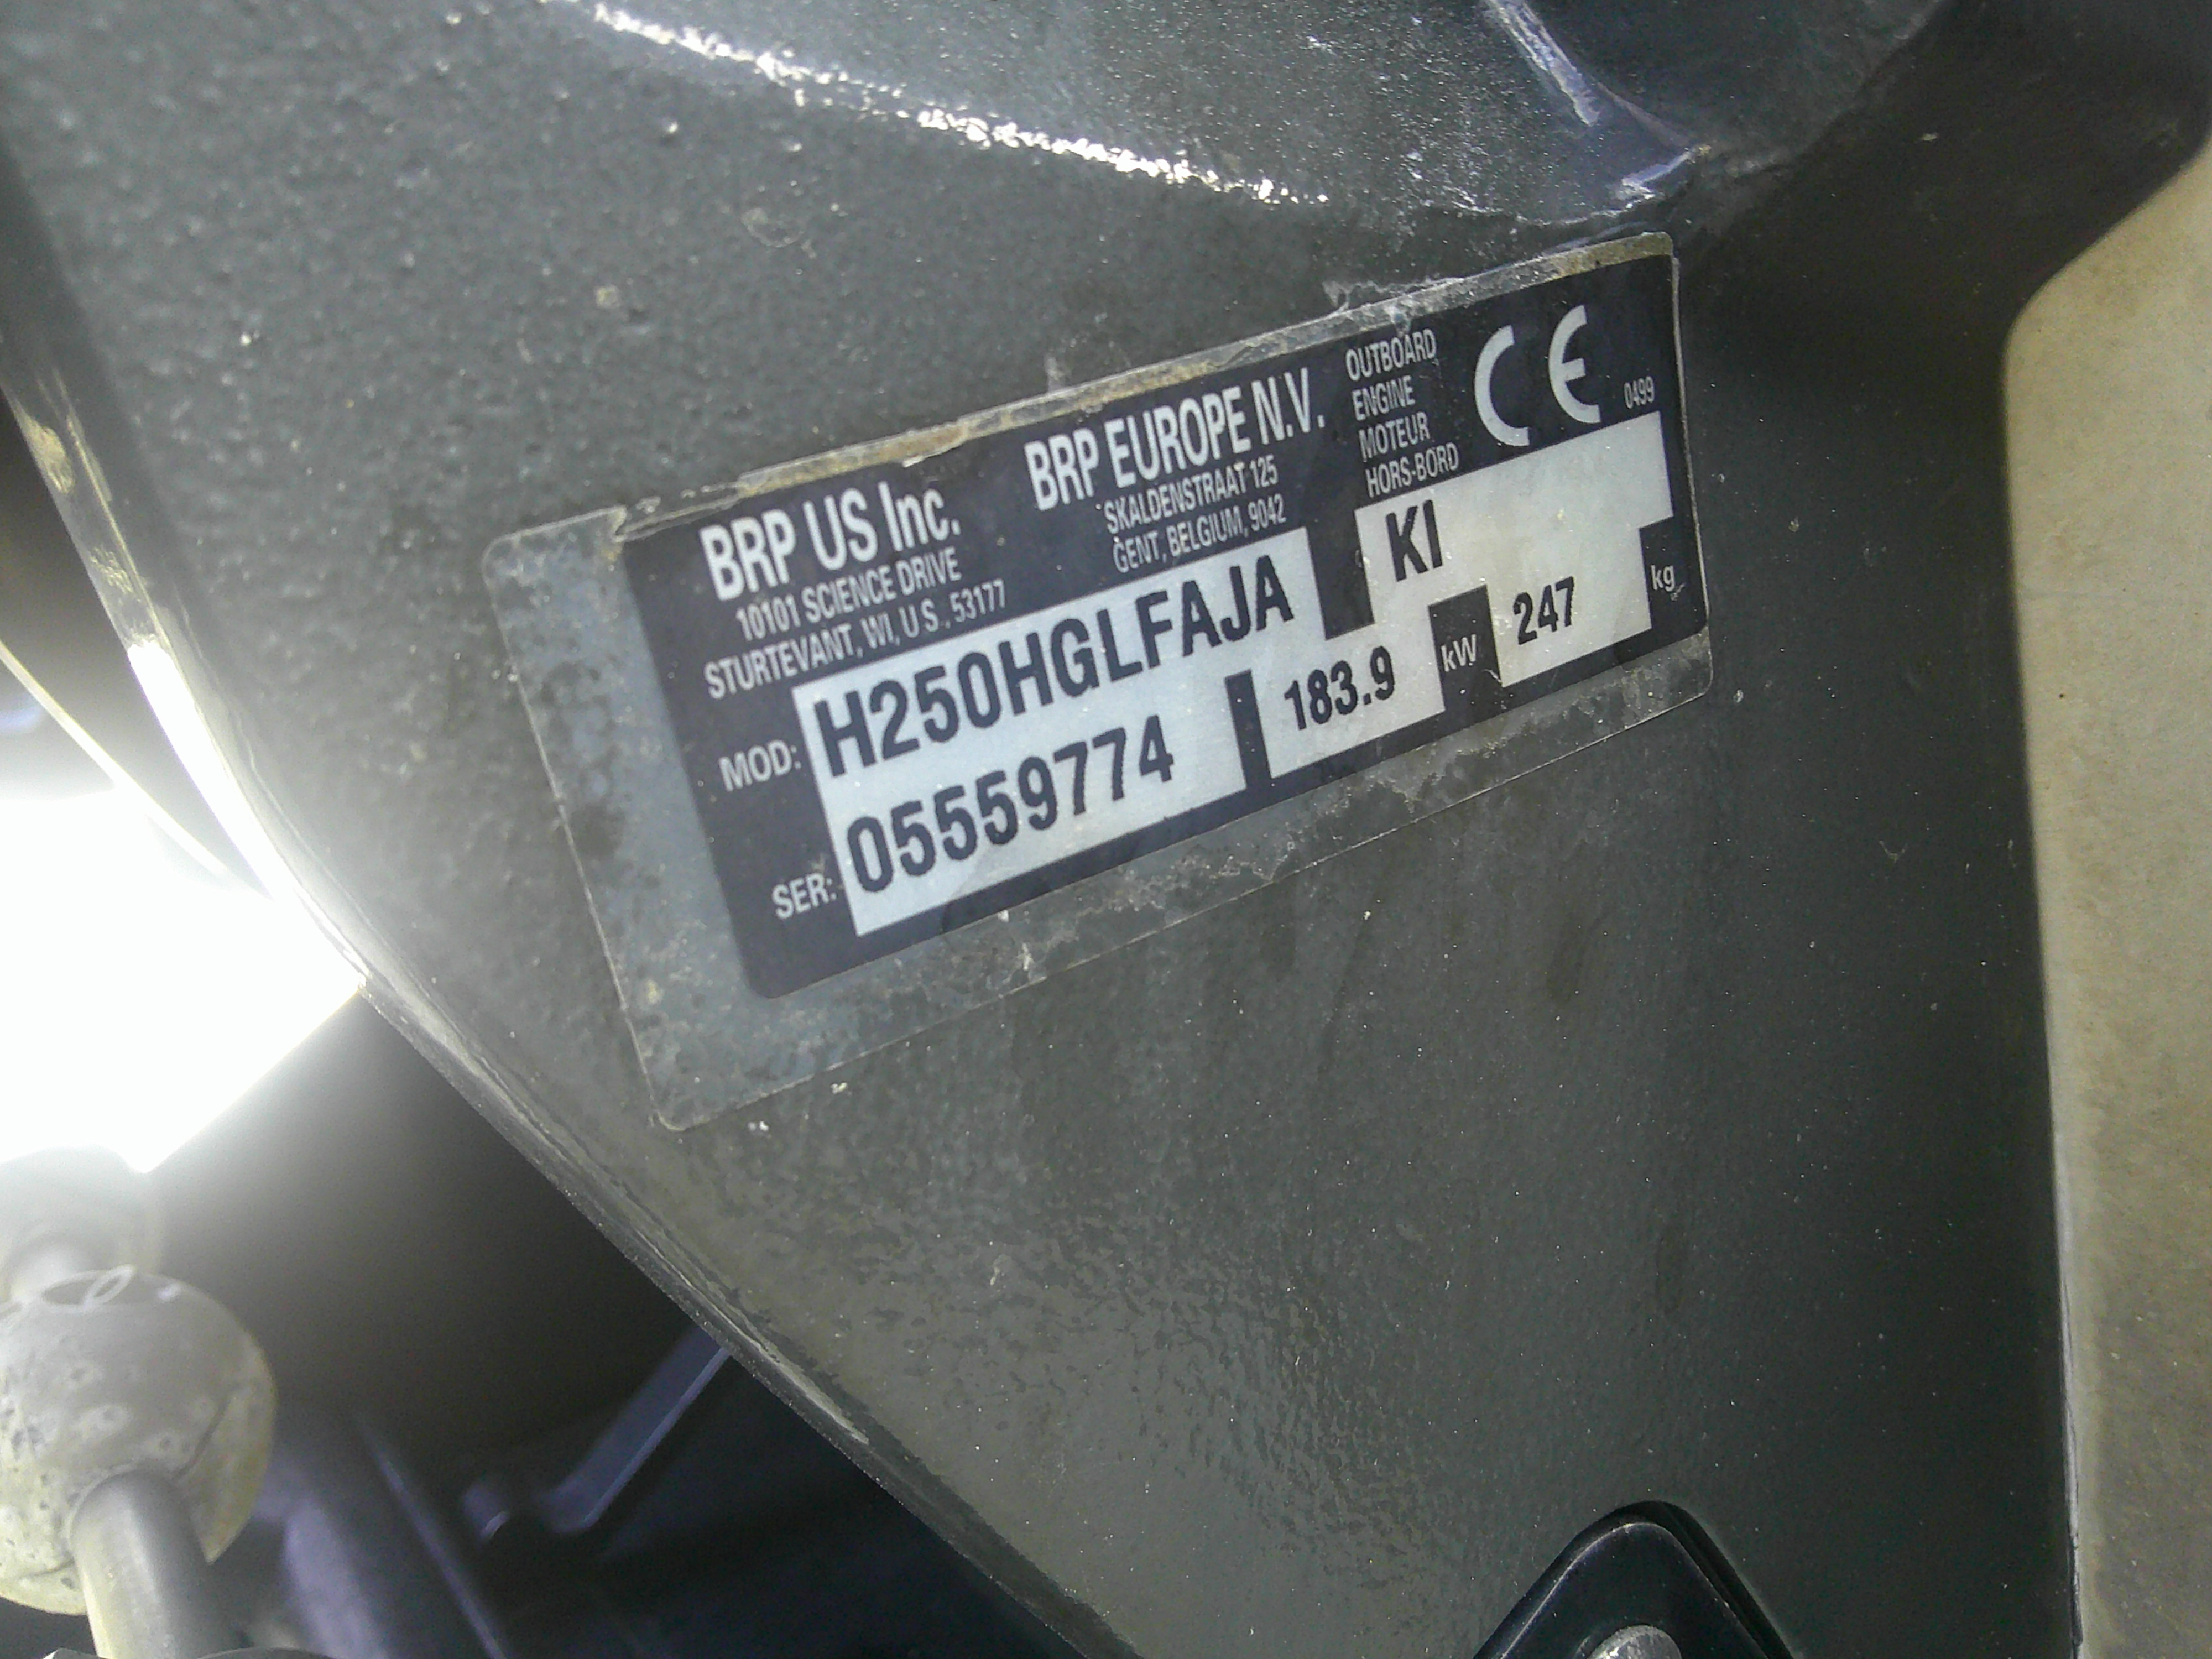 BRP US Inc.
10101 SCIENCE DRIVE
STURTEVANT, WI, U.S., 53177
BRP EUROPE N.V.
SKALDENSTRAAT 125
GENT, BELGIUM, 9042
OUTBOARD
ENGINE
MOTEUR
HORS-BORD
CE
0499
MOD: H250HGLFAJA
KI
SER: 05559774
183.9 kW
247 kg